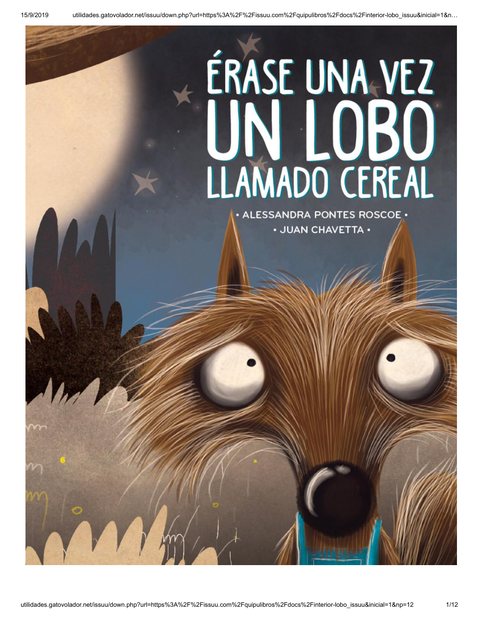 15/9/2019
utilidades.gatovolador.net/issuu/down.php?url=https%3A%2F%2Fissuu.com%2Fquipulibros%2Fdocs%2Finterior-lobo_issuu&inicial=1&n…
ÉRASE UNA VEZ
UN LOBO
LLAMADO CEREAL
• ALESSANDRA PONTES ROSCOE •
• JUAN CHAVETTA •
6
utilidades.gatovolador.net/issuu/down.php?url=https%3A%2F%2Fissuu.com%2Fquipulibros%2Fdocs%2Finterior-lobo_issuu&inicial=1&np=12
1/12